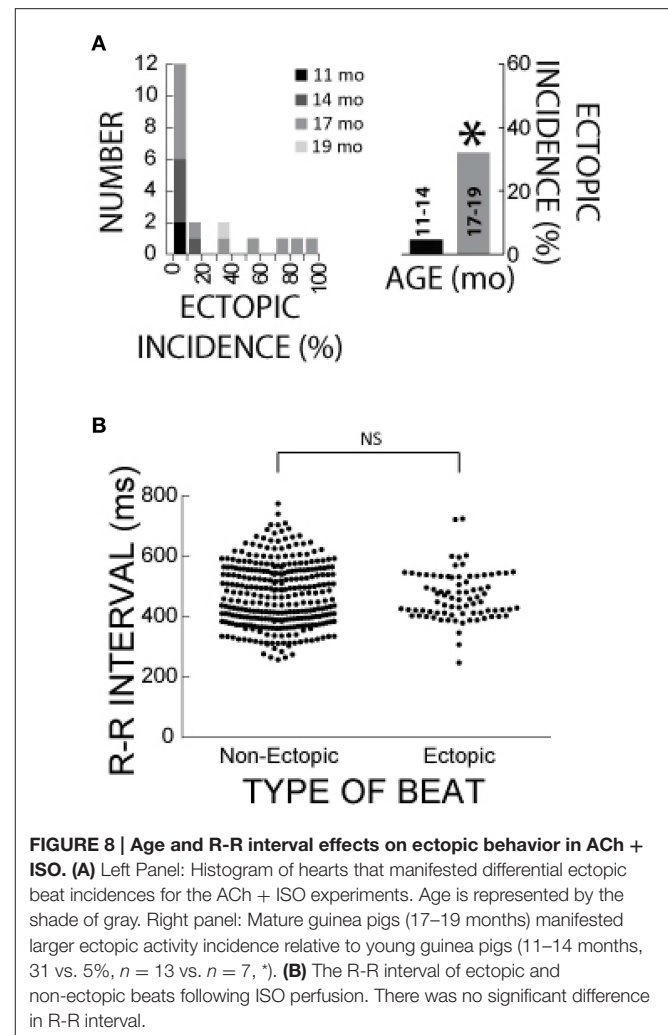 A
12
10
8
6
4
2
0
NUMBER
11 mo
14 mo
17 mo
19 mo
0
20
40
60
80
100
ECTOPIC
INCIDENCE (%)
60
40
20
0
ECTOPIC
INCIDENCE (%)
*
11-14
17-19
AGE (mo)
B
NS
R-R INTERVAL (ms)
800
600
400
200
0
Non-Ectopic
Ectopic
TYPE OF BEAT
FIGURE 8 | Age and R-R interval effects on ectopic behavior in ACh +
ISO. (A) Left Panel: Histogram of hearts that manifested differential ectopic
beat incidences for the ACh + ISO experiments. Age is represented by the
shade of gray. Right panel: Mature guinea pigs (17–19 months) manifested
larger ectopic activity incidence relative to young guinea pigs (11–14 months,
31 vs. 5%, n = 13 vs. n = 7, *). (B) The R-R interval of ectopic and
non-ectopic beats following ISO perfusion. There was no significant difference
in R-R interval.